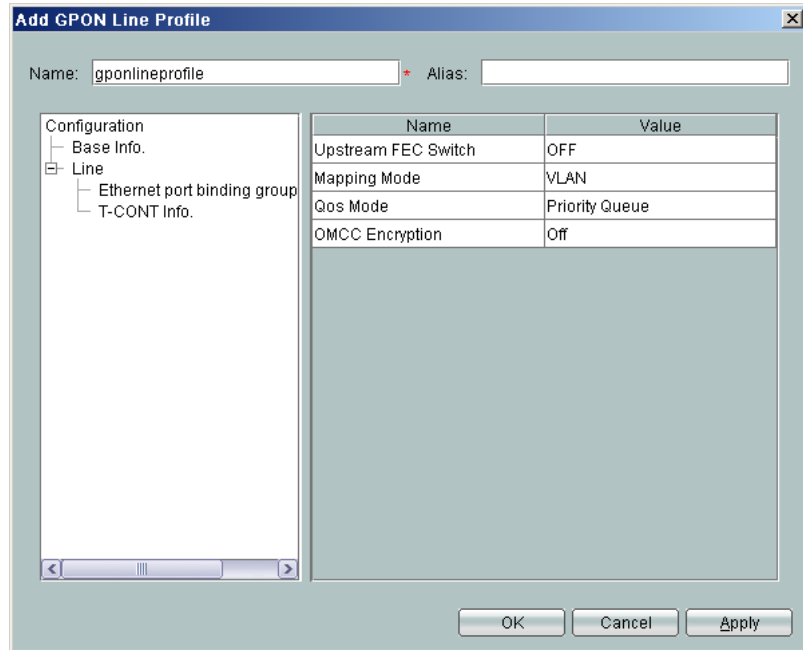 Add GPON Line Profile
Name: gponlineprofile * Alias:
Configuration
Base Info.
Line
Ethernet port binding group
T-CONT Info.
Name Value
Upstream FEC Switch OFF
Mapping Mode VLAN
Qos Mode Priority Queue
OMCC Encryption Off
OK Cancel Apply